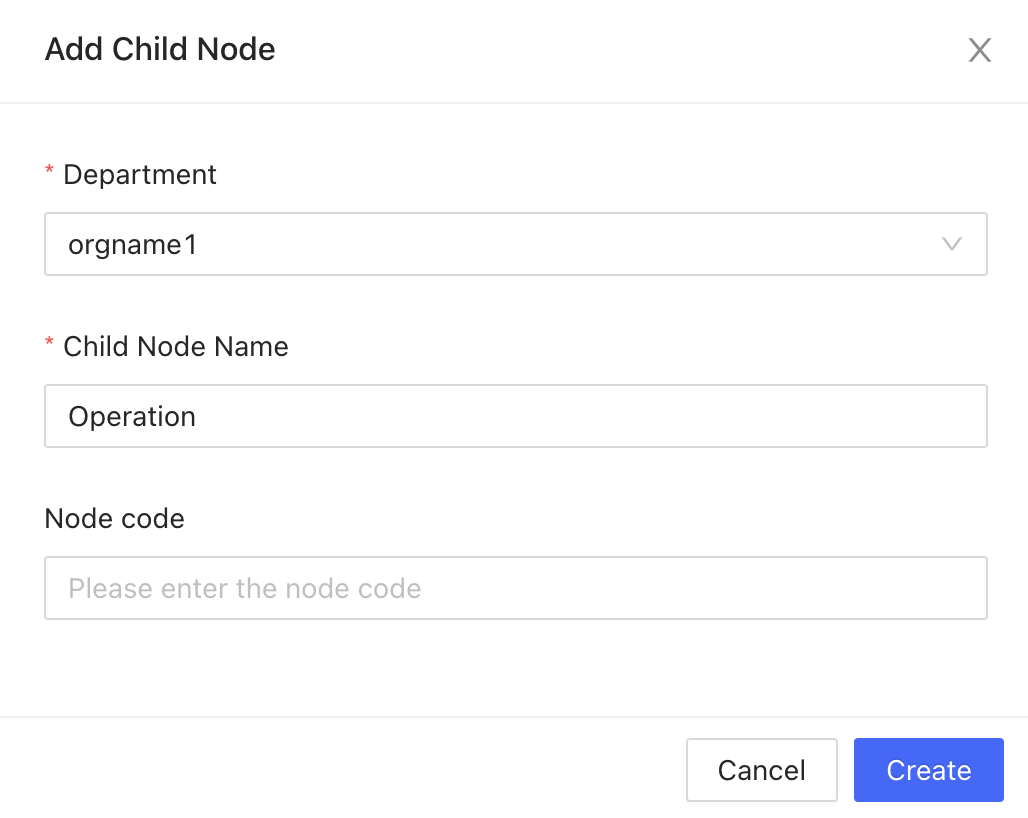 Add Child Node
* Department
orgname1
* Child Node Name
Operation
Node code
Please enter the node code
Cancel
Create